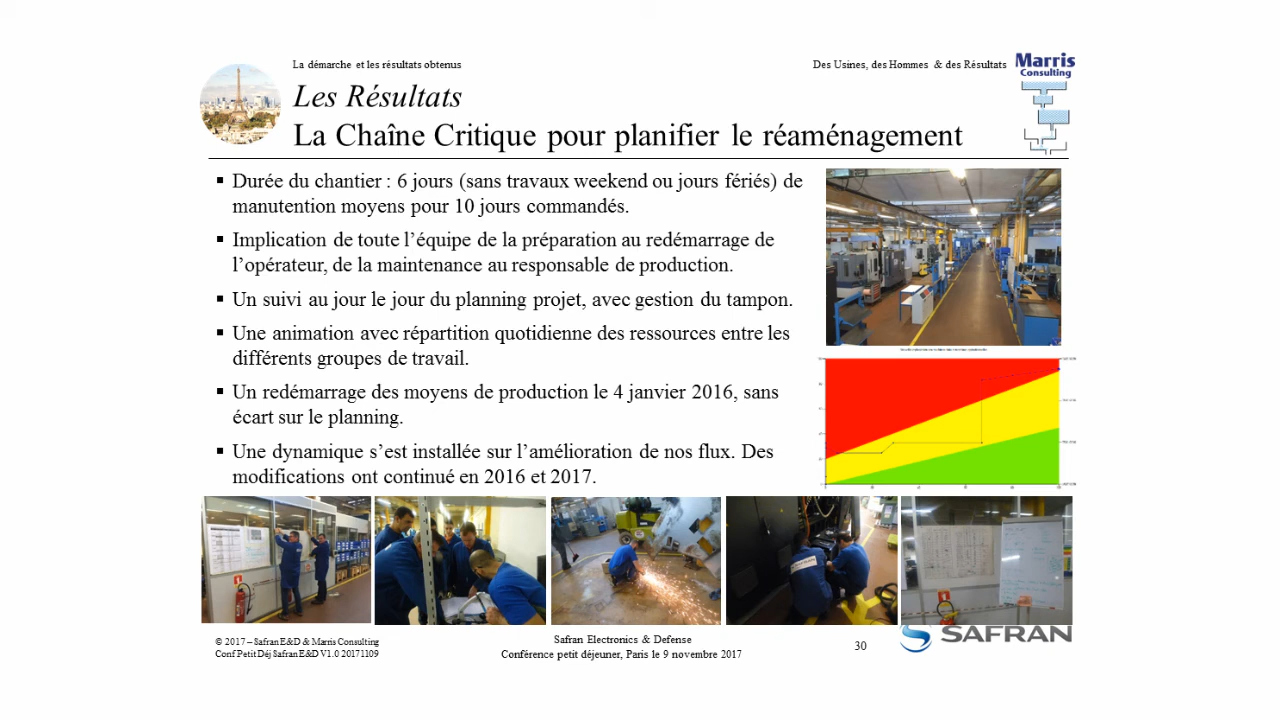 La démarche et les résultats obtenus
Des Usines, des Hommes & des Résultats
Marris
Consulting
Les Résultats
La Chaîne Critique pour planifier le réaménagement
▪ Durée du chantier : 6 jours (sans travaux weekend ou jours fériés) de
manutention moyens pour 10 jours commandés.
▪ Implication de toute l’équipe de la préparation au redémarrage de
l’opérateur, de la maintenance au responsable de production.
▪ Un suivi au jour le jour du planning projet, avec gestion du tampon.
▪ Une animation avec répartition quotidienne des ressources entre les
différents groupes de travail.
▪ Un redémarrage des moyens de production le 4 janvier 2016, sans
écart sur le planning.
▪ Une dynamique s’est installée sur l’amélioration de nos flux. Des
modifications ont continué en 2016 et 2017.
© 2017 – Safran E&D & Marris Consulting
Conf Petit Déj Safran E&D V1.0 20171109
Safran Electronics & Defense
Conférence petit déjeuner, Paris le 9 novembre 2017
30
SAFRAN